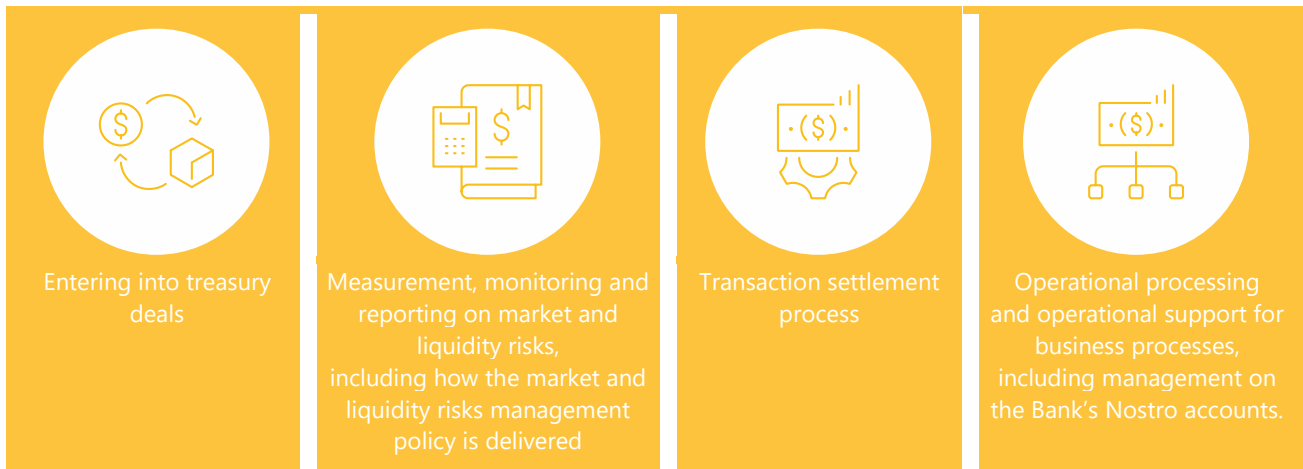 Entering into treasury
deals
Measurement, monitoring and
reporting on market and
liquidity risks,
including how the market and
liquidity risks management
policy is delivered
Transaction settlement
process
Operational processing
and operational support for
business processes,
including management on
the Bank’s Nostro accounts.
$
$
($)
($)